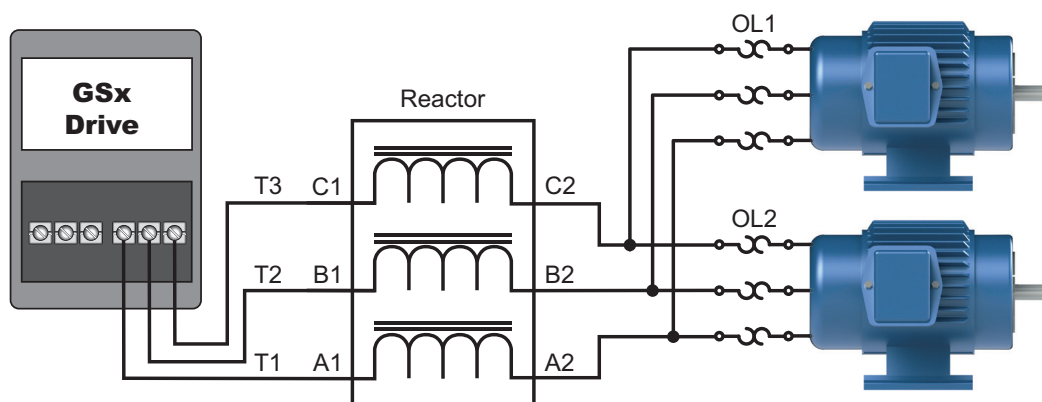 GSx
Drive
Reactor
OL1
T3 C1 C2
OL2
T2 B1 B2
T1 A1 A2